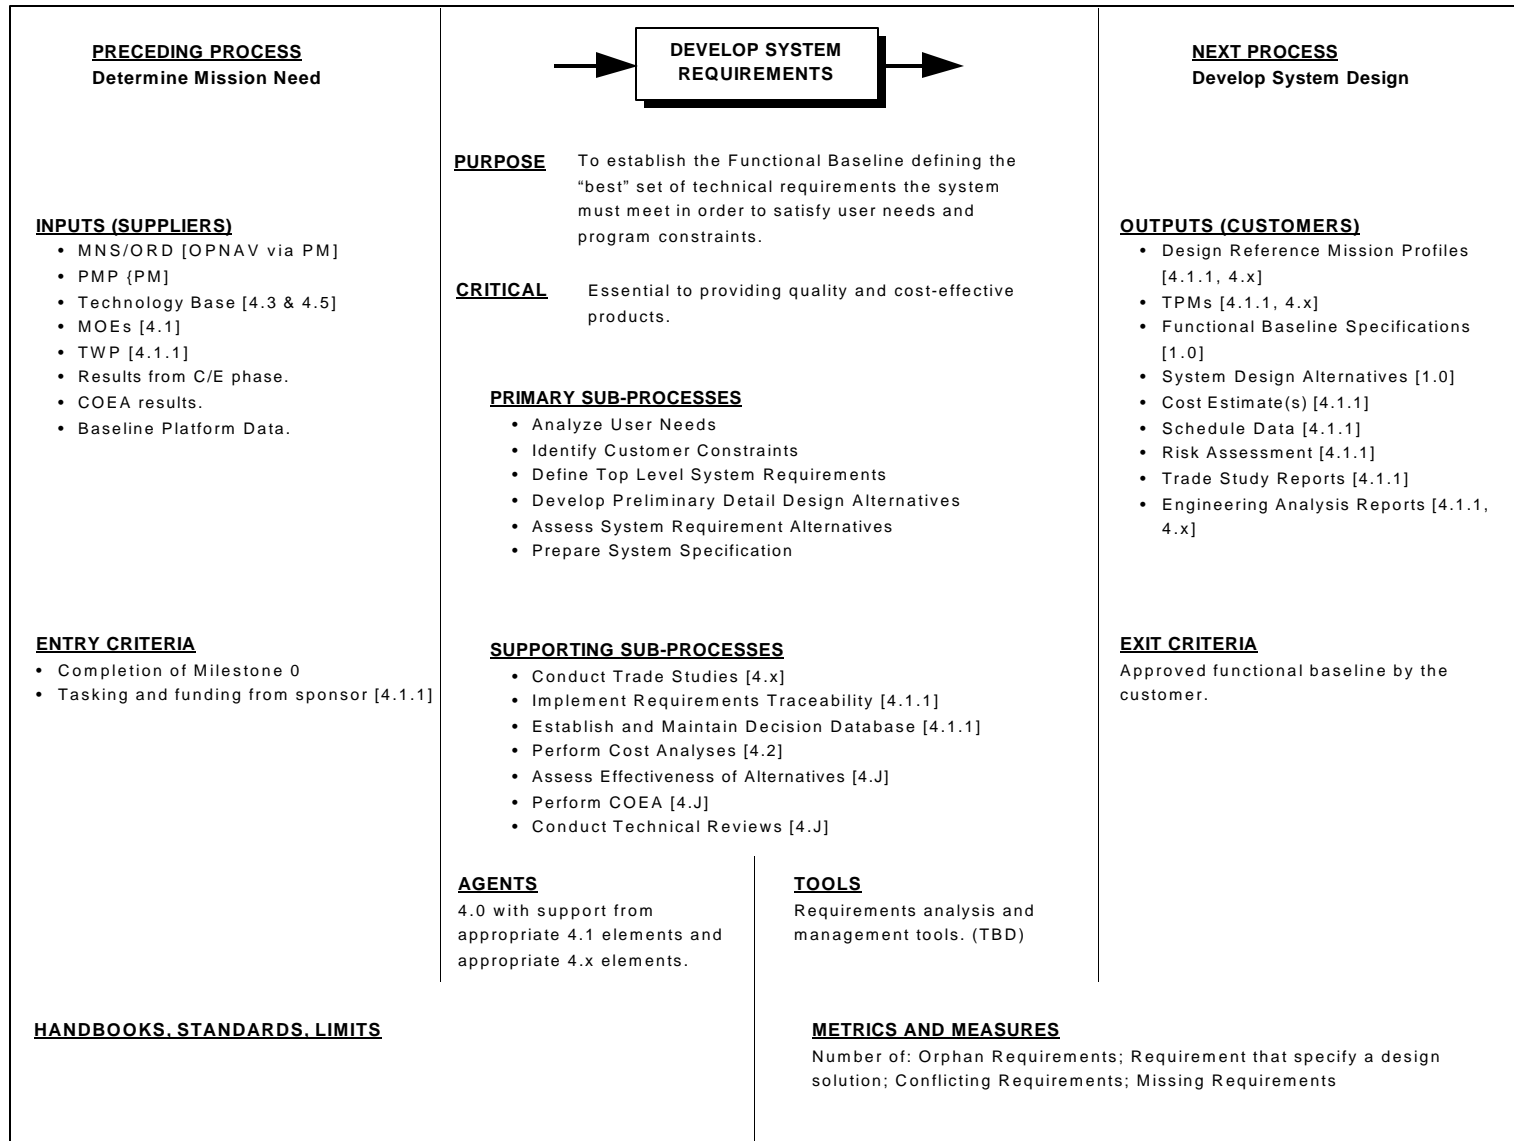 PRECEDING PROCESS
Determine Mission Need
INPUTS (SUPPLIERS)
• MNS/ORD [OPNAV via PM]
• PMP {PM]
• Technology Base [4.3 & 4.5]
• MOEs [4.1]
• TWP [4.1.1]
• Results from C/E phase.
• COEA results.
• Baseline Platform Data.
ENTRY CRITERIA
• Completion of Milestone 0
• Tasking and funding from sponsor [4.1.1]
DEVELOP SYSTEM
REQUIREMENTS
PURPOSE To establish the Functional Baseline defining the
“best” set of technical requirements the system
must meet in order to satisfy user needs and
program constraints.
CRITICAL Essential to providing quality and cost-effective
products.
PRIMARY SUB-PROCESSES
• Analyze User Needs
• Identify Customer Constraints
• Define Top Level System Requirements
• Develop Preliminary Detail Design Alternatives
• Assess System Requirement Alternatives
• Prepare System Specification
SUPPORTING SUB-PROCESSES
• Conduct Trade Studies [4.x]
• Implement Requirements Traceability [4.1.1]
• Establish and Maintain Decision Database [4.1.1]
• Perform Cost Analyses [4.2]
• Assess Effectiveness of Alternatives [4.J]
• Perform COEA [4.J]
• Conduct Technical Reviews [4.J]
AGENTS
4.0 with support from
appropriate 4.1 elements and
appropriate 4.x elements.
TOOLS
Requirements analysis and
management tools. (TBD)
NEXT PROCESS
Develop System Design
OUTPUTS (CUSTOMERS)
• Design Reference Mission Profiles
[4.1.1, 4.x]
• TPMs [4.1.1, 4.x]
• Functional Baseline Specifications
[1.0]
• System Design Alternatives [1.0]
• Cost Estimate(s) [4.1.1]
• Schedule Data [4.1.1]
• Risk Assessment [4.1.1]
• Trade Study Reports [4.1.1]
• Engineering Analysis Reports [4.1.1,
4.x]
EXIT CRITERIA
Approved functional baseline by the
customer.
HANDBOOKS, STANDARDS, LIMITS
METRICS AND MEASURES
Number of: Orphan Requirements; Requirement that specify a design
solution; Conflicting Requirements; Missing Requirements